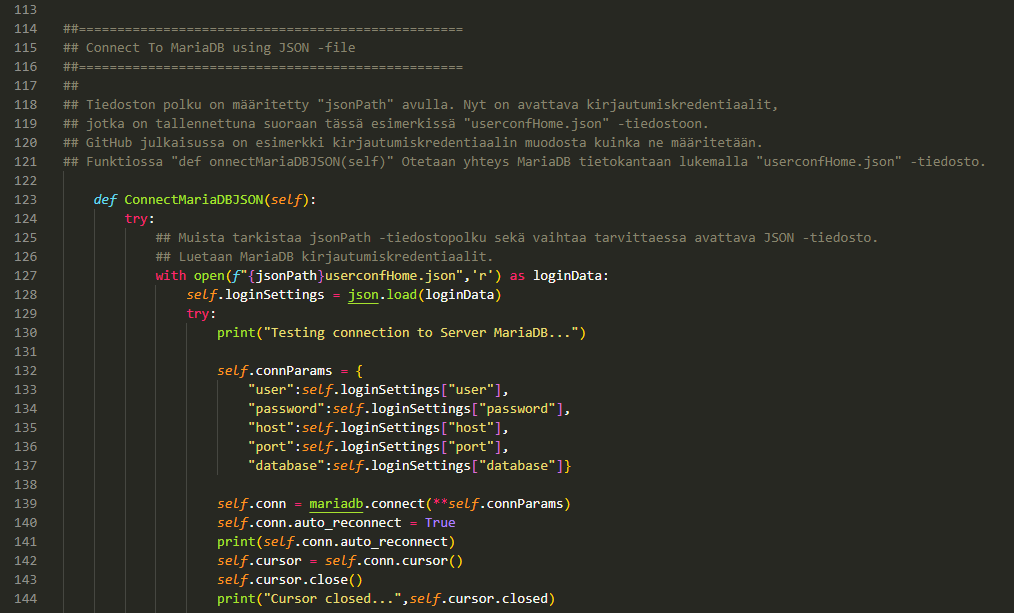 113
114 ##==================================================
115 ## Connect To MariaDB using JSON -file
116 ##==================================================
117 ##
118 ## Tiedoston polku on määritetty "jsonPath" avulla. Nyt on avattava kirjautumiskredentiaalit,
119 ## jotka on tallennettuna suoraan tässä esimerkissä "userconfHome.json" -tiedostoon.
120 ## GitHub julkaisussa on esimerkki kirjautumiskredentiaalin muodosta kuinka ne määritetään.
121 ## Funktiossa "def onnectMariaDBJSON(self)" Otetaan yhteys MariaDB tietokantaan lukemalla "userconfHome.json" -tiedosto.
122
123     def ConnectMariaDBJSON(self):
124         try:
125             ## Muista tarkistaa jsonPath -tiedostopolku sekä vaihtaa tarvittaessa avattava JSON -tiedosto.
126             ## Luetaan MariaDB kirjautumiskredentiaalit.
127             with open(f"{jsonPath}userconfHome.json",'r') as loginData:
128                 self.loginSettings = json.load(loginData)
129                 try:
130                     print("Testing connection to Server MariaDB...")
131
132                     self.connParams = {
133                         "user":self.loginSettings["user"],
134                         "password":self.loginSettings["password"],
135                         "host":self.loginSettings["host"],
136                         "port":self.loginSettings["port"],
137                         "database":self.loginSettings["database"]}
138
139                     self.conn = mariadb.connect(**self.connParams)
140                     self.conn.auto_reconnect = True
141                     print(self.conn.auto_reconnect)
142                     self.cursor = self.conn.cursor()
143                     self.cursor.close()
144                     print("Cursor closed...",self.cursor.closed)